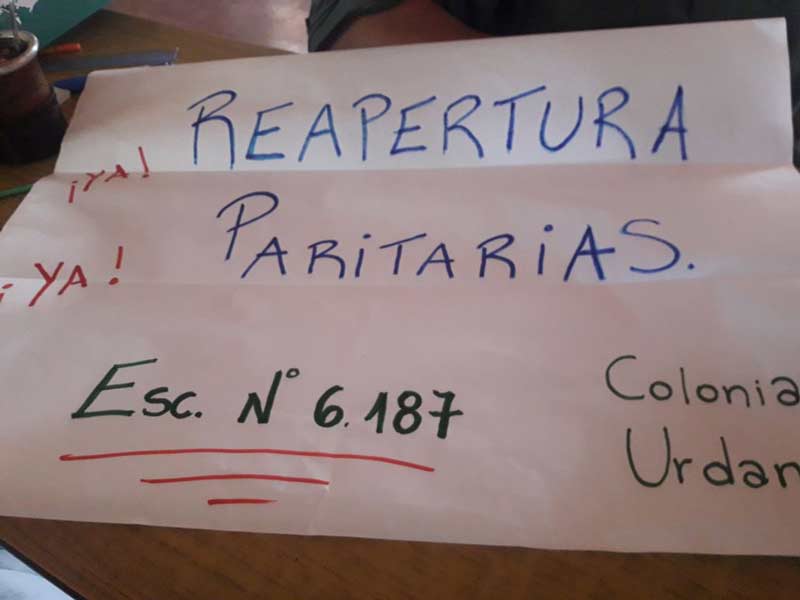 ¡YA! REAPERTURA
¡YA! PARITARIAS.
Esc. N° 6.187
Colonia
Urdan